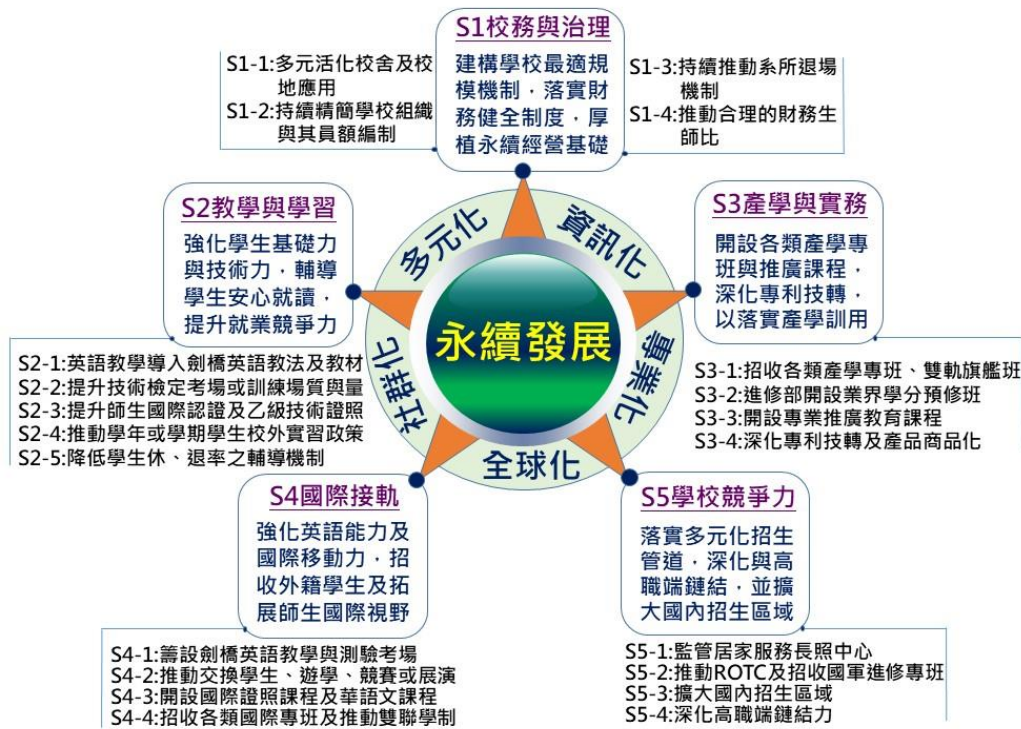 S1校務與治理
建構學校最適規
模機制，落實財
務健全制度，厚
植永續經營基礎
S1-1:多元活化校舍及校
地應用
S1-2:持續精簡學校組織
與其員額編制
S1-3:持續推動系所退場
機制
S1-4:推動合理的財務生
師比
S2教學與學習
強化學生基礎力
與技術力，輔導
學生安心就讀，
提升就業競爭力
S2-1:英語教學導入劍橋英語教法及教材
S2-2:提升技術檢定考場或訓練場質與量
S2-3:提升師生國際認證及乙級技術證照
S2-4:推動學年或學期學生校外實習政策
S2-5:降低學生休、退率之輔導機制
多元化
資訊化
社群化
專業化
全球化
永續發展
S3產學與實務
開設各類產學專
班與推廣課程，
深化專利技轉，
以落實產學訓用
S3-1:招收各類產學專班、雙軌旗艦班
S3-2:進修部開設業界學分預修班
S3-3:開設專業推廣教育課程
S3-4:深化專利技轉及產品商品化
S4國際接軌
強化英語能力及
國際移動力，招
收外籍學生及拓
展師生國際視野
S4-1:籌設劍橋英語教學與測驗考場
S4-2:推動交換學生、遊學、競賽或展演
S4-3:開設國際證照課程及華語文課程
S4-4:招收各類國際專班及推動雙聯學制
S5學校競爭力
落實多元化招生
管道，深化與高
職端鏈結，並擴
大國內招生區域
S5-1:監管居家服務長照中心
S5-2:推動ROTC及招收國軍進修專班
S5-3:擴大國內招生區域
S5-4:深化高職端鏈結力